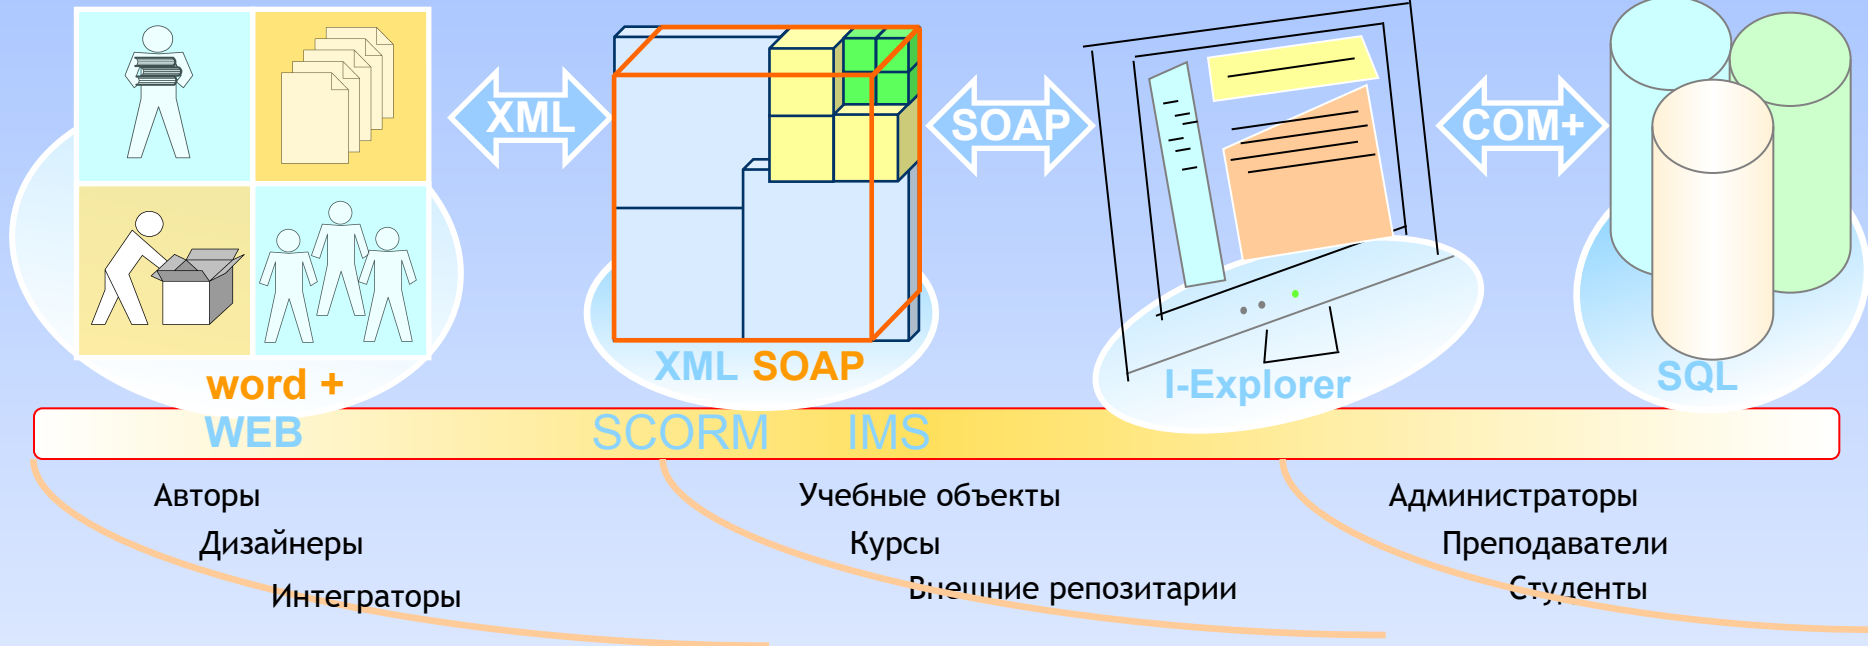 XML
SOAP
COM+
XML SOAP
word +
WEB
I-Explorer
SQL
SCORM IMS
Авторы
Дизайнеры
Интеграторы
Учебные объекты
Курсы
Внешние репозитарии
Администраторы
Преподаватели
Студенты